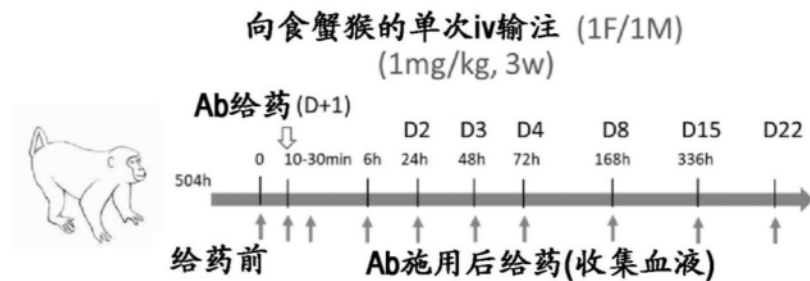 向食蟹猴的单次iv输注 (1F/1M)
(1mg/kg, 3w)
Ab给药(D+1)
D2 D3 D4 D8 D15 D22
0 10-30min 6h 24h 48h 72h 168h 336h
504h
给药前 Ab施用后给药(收集血液)